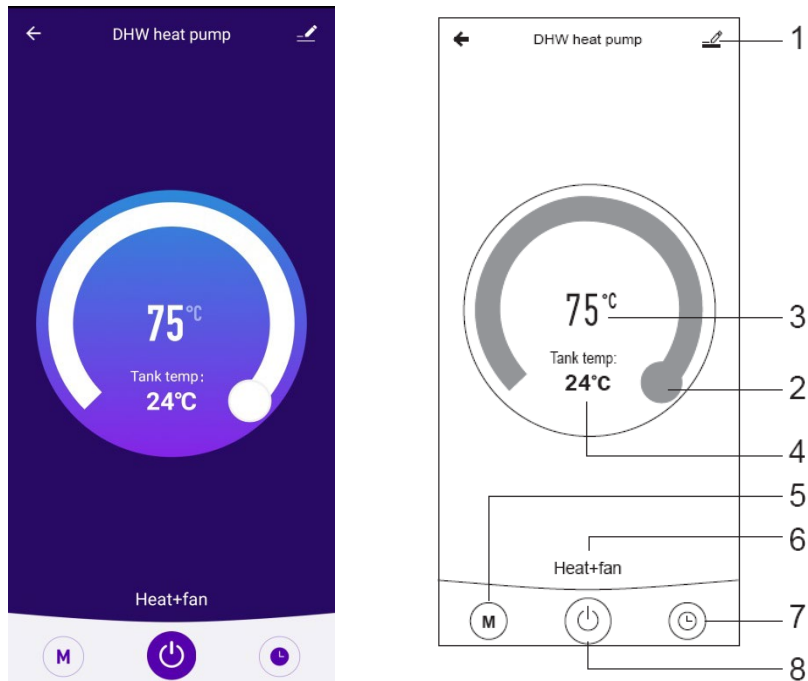 DHW heat pump
75°C
Tank temp:
24°C
Heat+fan
M
DHW heat pump
1
75°C
3
Tank temp:
2
24°C
4
5
6
Heat+fan
M
7
8